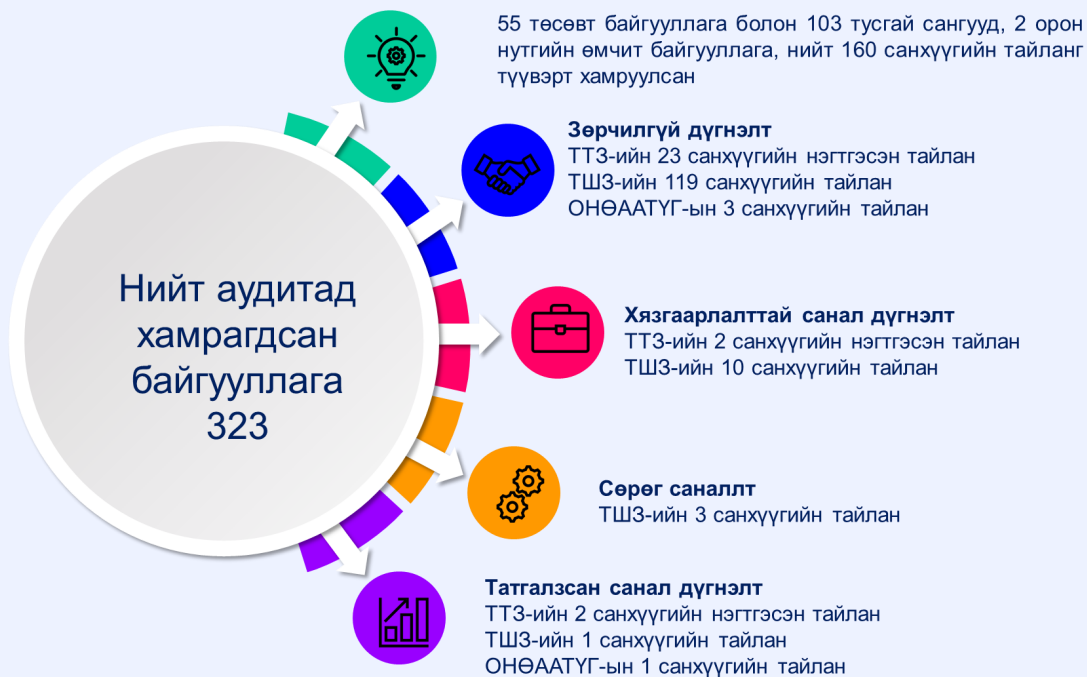 55 төсөвт байгууллага болон 103 тусгай сангууд, 2 орон
нутгийн өмчит байгууллага, нийт 160 санхүүгийн тайланг
түүвэрт хамруулсан
Зөрчилгүй дүгнэлт
ТТЗ-ийн 23 санхүүгийн нэгтгэсэн тайлан
ТШЗ-ийн 119 санхүүгийн тайлан
ОНӨААТҮГ-ын 3 санхүүгийн тайлан
Нийт аудитад
хамрагдсан
байгууллага
323
Хязгаарлалттай санал дүгнэлт
ТТЗ-ийн 2 санхүүгийн нэгтгэсэн тайлан
ТШЗ-ийн 10 санхүүгийн тайлан
Сөрөг саналлт
ТШЗ-ийн 3 санхүүгийн тайлан
Татгалзсан санал дүгнэлт
ТТЗ-ийн 2 санхүүгийн нэгтгэсэн тайлан
ТШЗ-ийн 1 санхүүгийн тайлан
ОНӨААТҮГ-ын 1 санхүүгийн тайлан